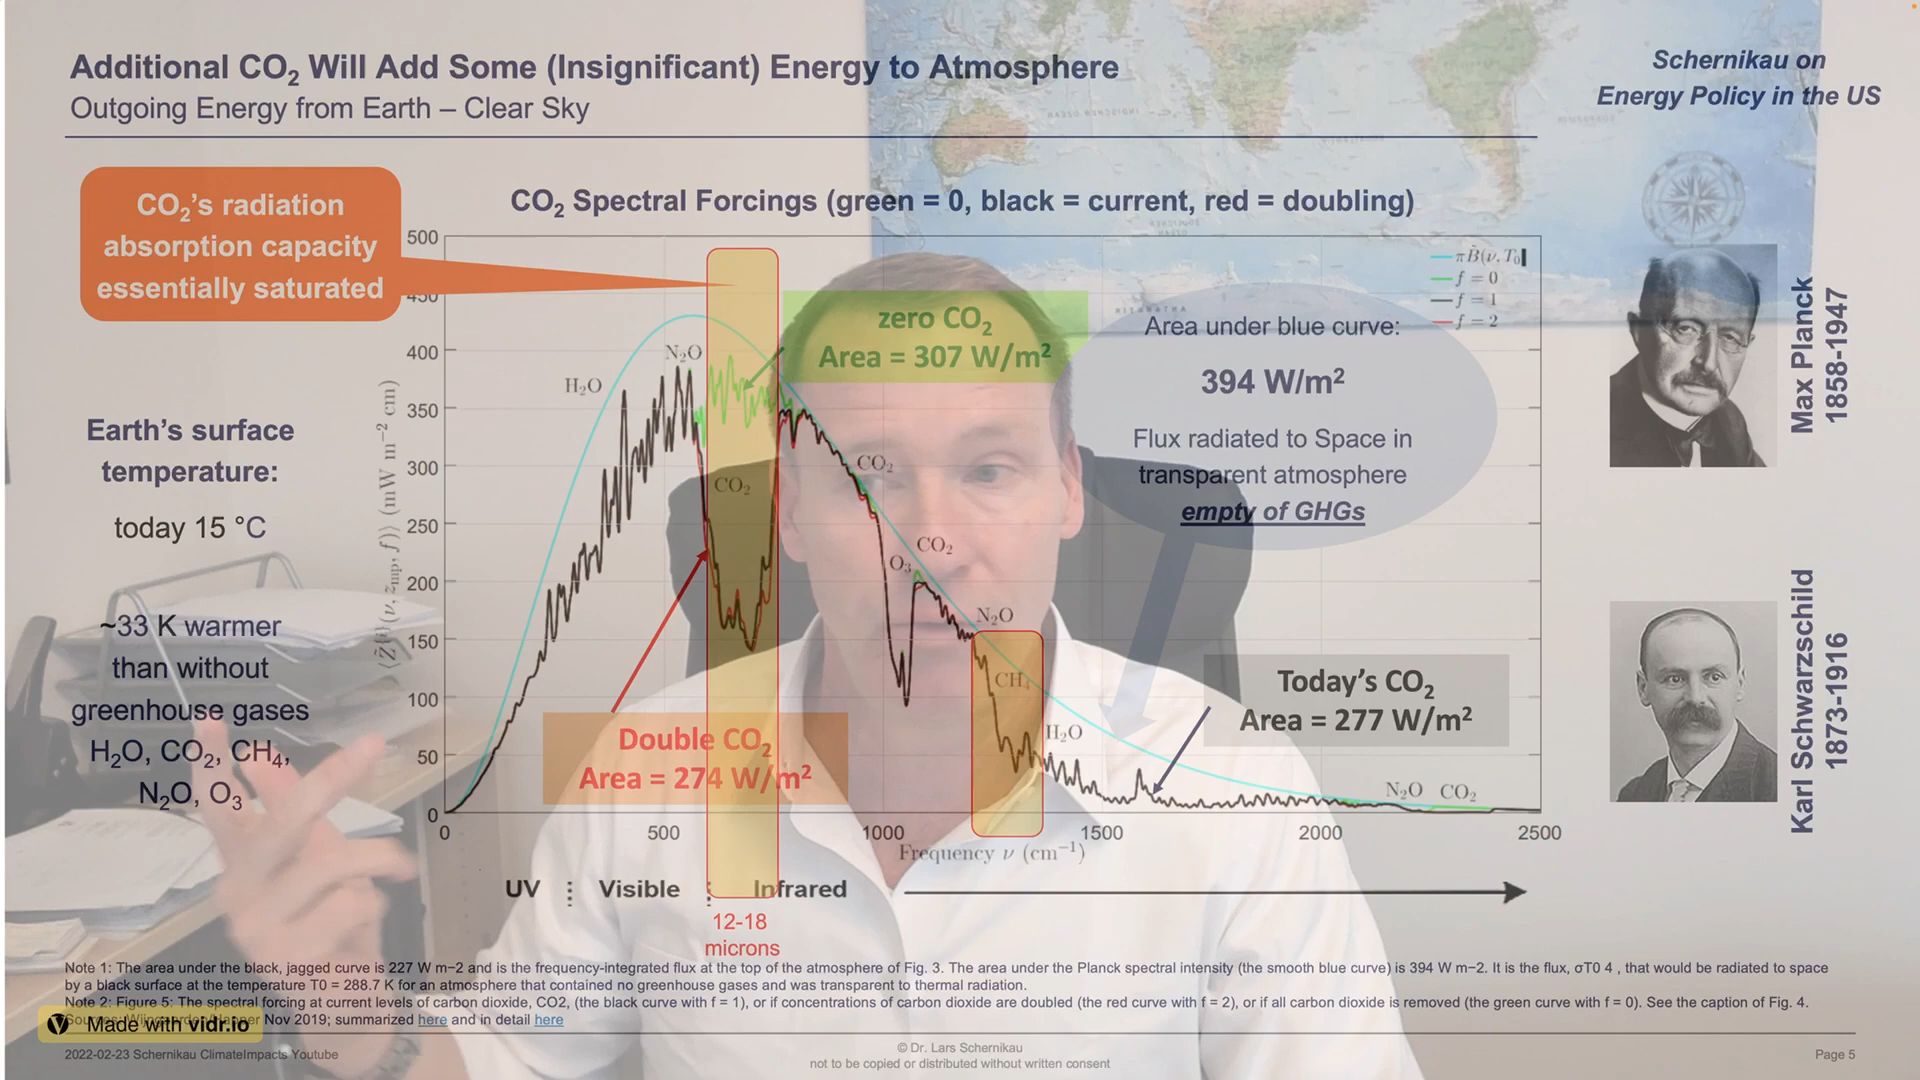 Additional CO₂ Will Add Some (Insignificant) Energy to Atmosphere
Outgoing Energy from Earth – Clear Sky
Schernikau on
Energy Policy in the US
CO₂'s radiation
absorption capacity
essentially saturated
CO₂ Spectral Forcings (green = 0, black = current, red = doubling)
Earth's surface
temperature:
today 15 °C
~33 K warmer
than without
greenhouse gases
H₂O, CO₂, CH₄,
N₂O, O₃
500
450
400
350
300
250
200
150
100
50
0
0
500
1000
1500
2000
2500
Frequency ν (cm⁻¹)
H₂O
N₂O
CO₂
CO₂
O₃
CO₂
N₂O
CH₄
H₂O
N₂O
CO₂
f = 0
f = 1
f = 2
zero CO₂
Area = 307 W/m²
Area under blue curve:
394 W/m²
Flux radiated to Space in
transparent atmosphere
empty of GHGs
Double CO₂
Area = 274 W/m²
Today's CO₂
Area = 277 W/m²
Max Planck
1858-1947
Karl Schwarzschild
1873-1916
UV
Visible
Infrared
12-18
microns
Note 1: The area under the black, jagged curve is 227 W m−2 and is the frequency-integrated flux at the top of the atmosphere of Fig. 3. The area under the Planck spectral intensity (the smooth blue curve) is 394 W m−2. It is the flux, σT0 4 , that would be radiated to space
by a black surface at the temperature T0 = 288.7 K for an atmosphere that contained no greenhouse gases and was transparent to thermal radiation.
Note 2: Figure 5: The spectral forcing at current levels of carbon dioxide, CO2, (the black curve with f = 1), or if concentrations of carbon dioxide are doubled (the red curve with f = 2), or if all carbon dioxide is removed (the green curve with f = 0). See the caption of Fig. 4.
Nov 2019; summarized here and in detail here
Made with vidr.io
2022-02-23 Schernikau ClimateImpacts Youtube
© Dr. Lars Schernikau
not to be copied or distributed without written consent
Page 5